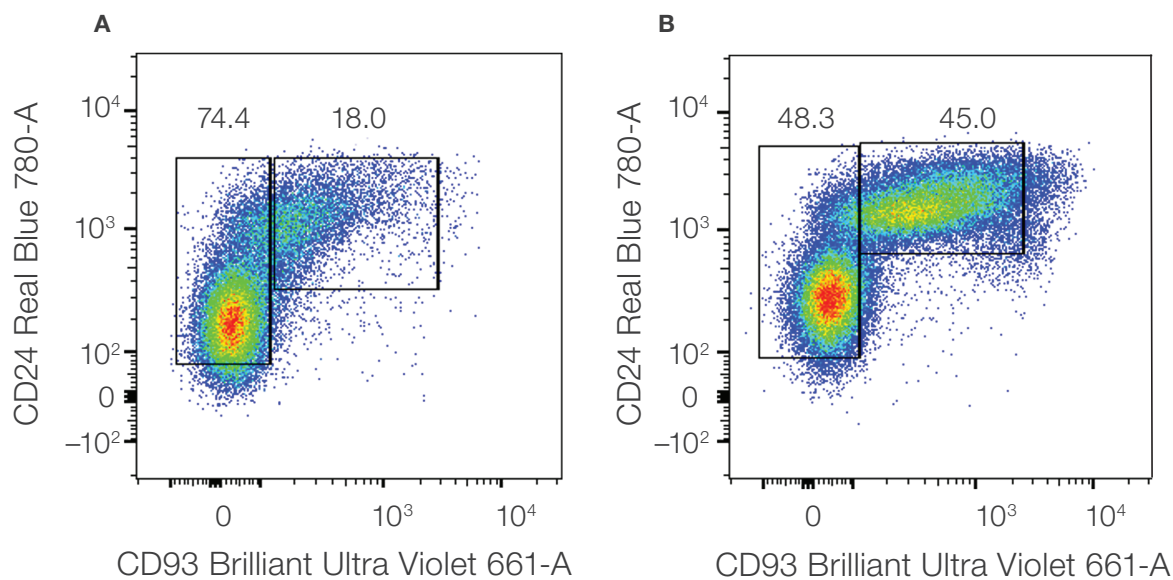 A
74.4 18.0
10⁴
10³
10²
0
–10²
CD24 Real Blue 780-A
0 10³ 10⁴
CD93 Brilliant Ultra Violet 661-A
B
48.3 45.0
10⁴
10³
10²
0
–10²
CD24 Real Blue 780-A
0 10³ 10⁴
CD93 Brilliant Ultra Violet 661-A